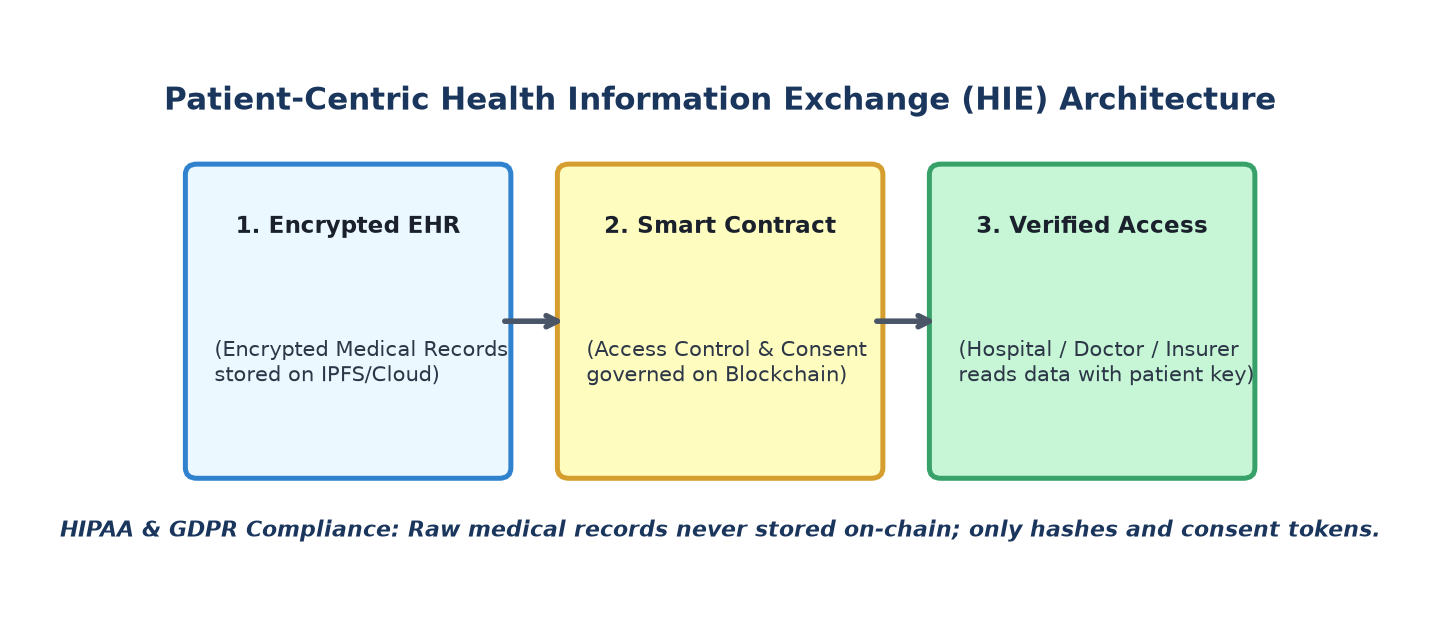 Patient-Centric Health Information Exchange (HIE) Architecture
1. Encrypted EHR
(Encrypted Medical Records
stored on IPFS/Cloud)
2. Smart Contract
(Access Control & Consent
governed on Blockchain)
3. Verified Access
(Hospital / Doctor / Insurer
reads data with patient key)
HIPAA & GDPR Compliance: Raw medical records never stored on-chain; only hashes and consent tokens.